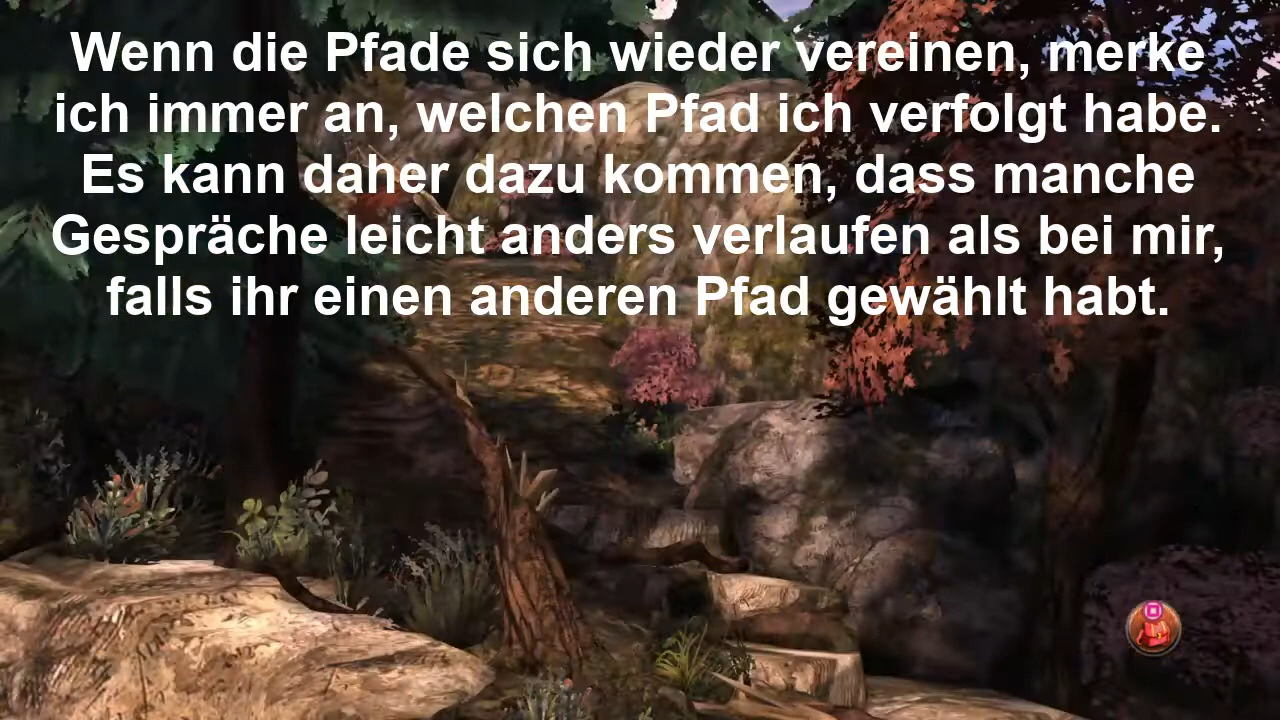 Wenn die Pfade sich wieder vereinen, merke
ich immer an, welchen Pfad ich verfolgt habe.
Es kann daher dazu kommen, dass manche
Gespräche leicht anders verlaufen als bei mir,
falls ihr einen anderen Pfad gewählt habt.